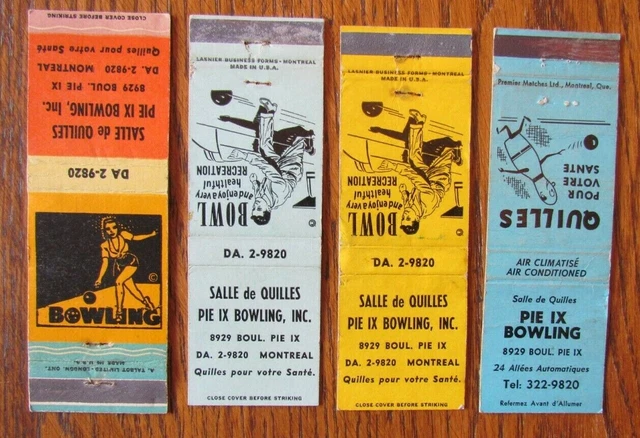 CLOSE COVER BEFORE STRIKING
Quilles pour votre Santé
DA. 2-9820 MONTREAL
8929 BOUL. PIE IX
PIE IX BOWLING, Inc.
SALLE de QUILLES
DA 2-9820
©
BOWLING
A. TALBOT LIMITED - LONDON, ONT.
MADE IN U.S.A.
LASNIER BUSINESS FORMS - MONTREAL
MADE IN U.S.A.
BOWL
and enjoy a very
healthful
RECREATION
©
DA. 2-9820
SALLE de QUILLES
PIE IX BOWLING, INC.
8929 BOUL. PIE IX
DA. 2-9820 MONTREAL
Quilles pour votre Santé.
CLOSE COVER BEFORE STRIKING
LASNIER BUSINESS FORMS - MONTREAL
MADE IN U.S.A.
BOWL
and enjoy a very
healthful
RECREATION
©
DA. 2-9820
SALLE de QUILLES
PIE IX BOWLING, INC.
8929 BOUL. PIE IX
DA. 2-9820 MONTREAL
Quilles pour votre Santé.
CLOSE COVER BEFORE STRIKING
Premier Matches Ltd., Montreal, Que.
QUILLES
POUR
VOTRE
SANTE
AIR CLIMATISÉ
AIR CONDITIONED
Salle de Quilles
PIE IX
BOWLING
8929 BOUL. PIE IX
24 Allées Automatiques
Tel: 322-9820
Refermez Avant d'Allumer